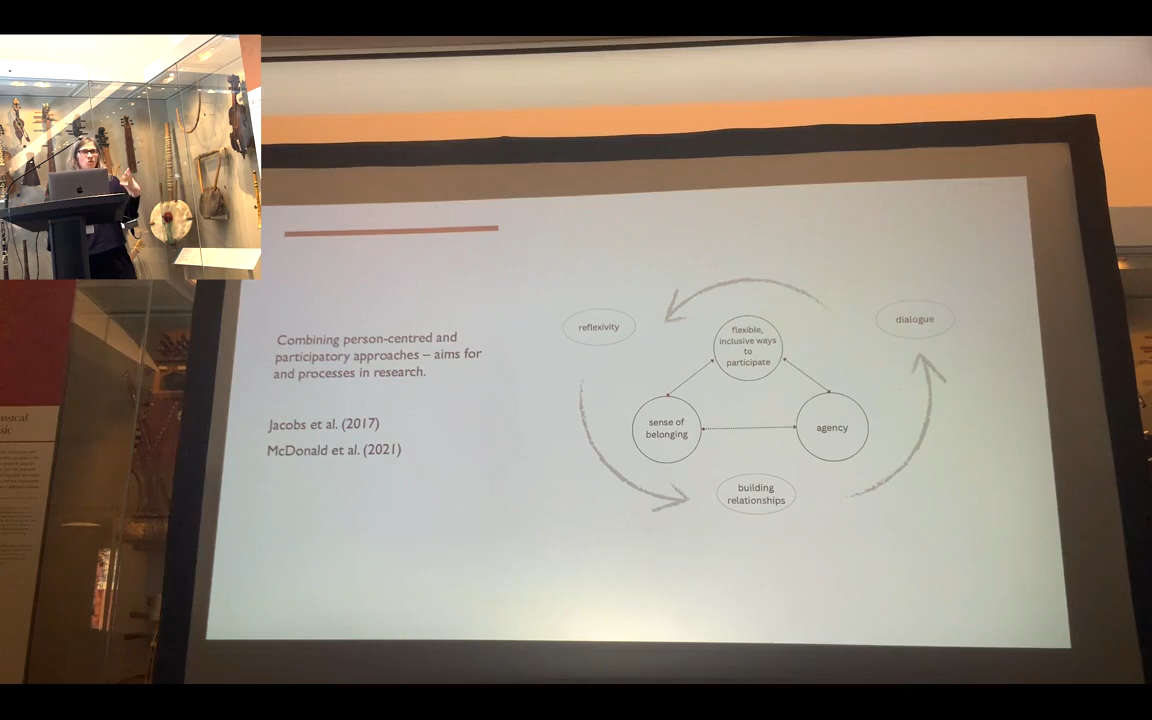 Combining person-centred and
participatory approaches – aims for
and processes in research.
Jacobs et al. (2017)
McDonald et al. (2021)
reflexivity
flexible,
inclusive ways
to
participate
dialogue
sense of
belonging
agency
building
relationships